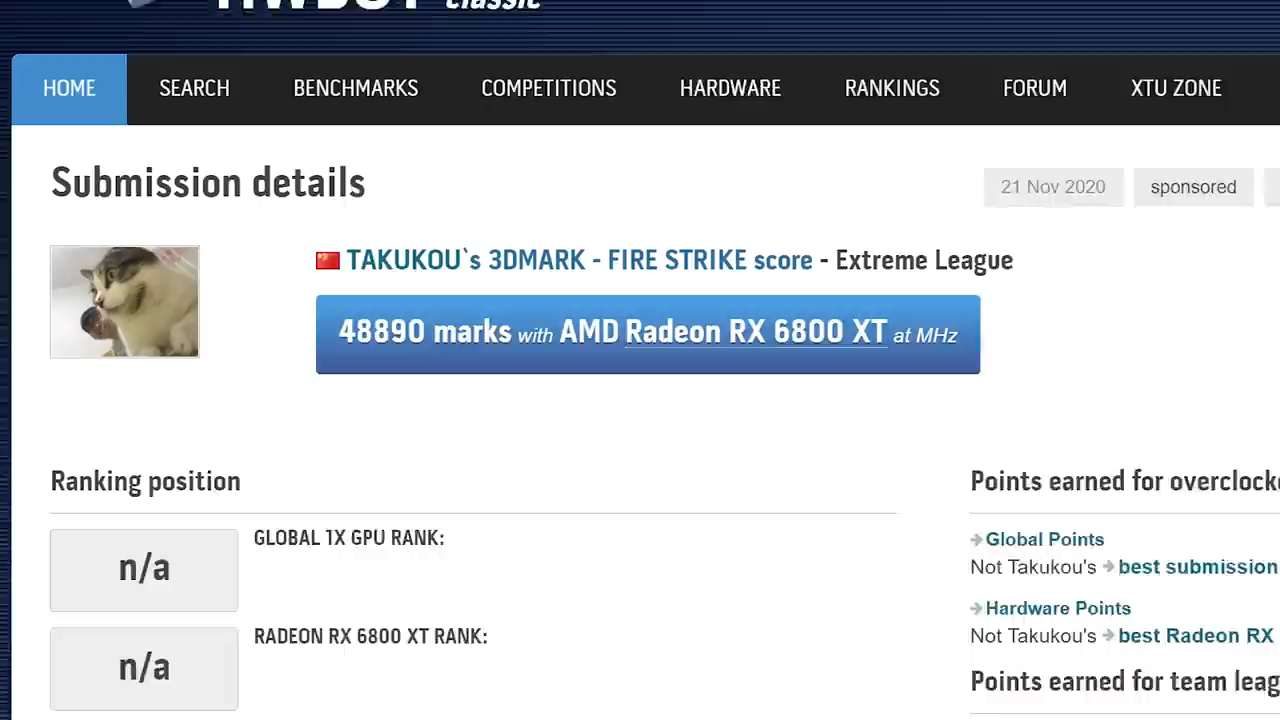 HWBOT classic
HOME SEARCH BENCHMARKS COMPETITIONS HARDWARE RANKINGS FORUM XTU ZONE
Submission details
21 Nov 2020 sponsored
TAKUKOU`s 3DMARK - FIRE STRIKE score - Extreme League
48890 marks with AMD Radeon RX 6800 XT at MHz
Ranking position
n/a
GLOBAL 1X GPU RANK:
n/a
RADEON RX 6800 XT RANK:
Points earned for overclocke
Global Points
Not Takukou's best submission
Hardware Points
Not Takukou's best Radeon RX
Points earned for team leag